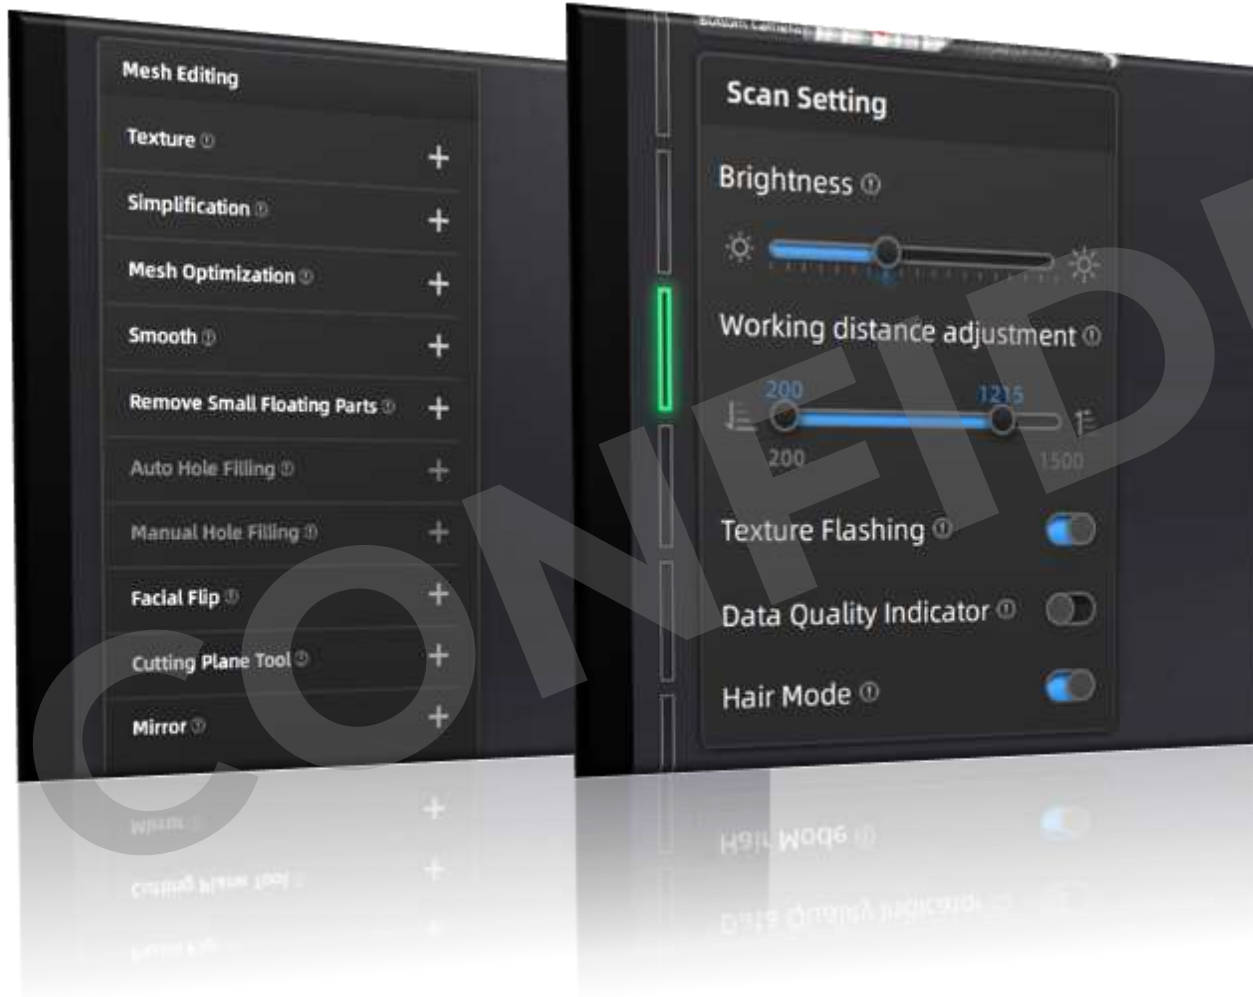 Mesh Editing
Texture
Simplification
Mesh Optimization
Smooth
Remove Small Floating Parts
Auto Hole Filling
Manual Hole Filling
Facial Flip
Cutting Plane Tool
Mirror
Bottom Camera
Scan Setting
Brightness
Working distance adjustment
200 1215
200 1500
Texture Flashing
Data Quality Indicator
Hair Mode
CONFID